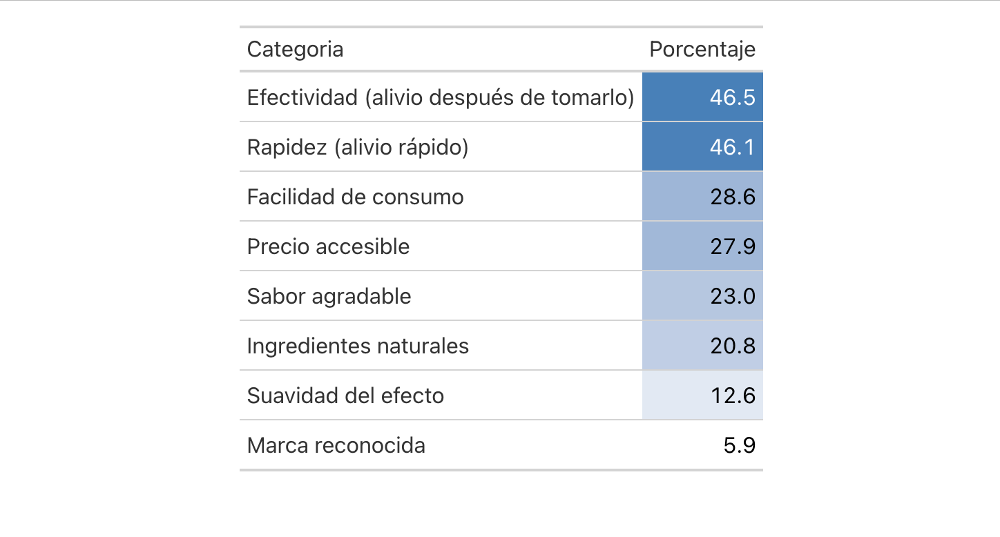 Categoria Porcentaje
Efectividad (alivio después de tomarlo) 46.5
Rapidez (alivio rápido) 46.1
Facilidad de consumo 28.6
Precio accesible 27.9
Sabor agradable 23.0
Ingredientes naturales 20.8
Suavidad del efecto 12.6
Marca reconocida 5.9